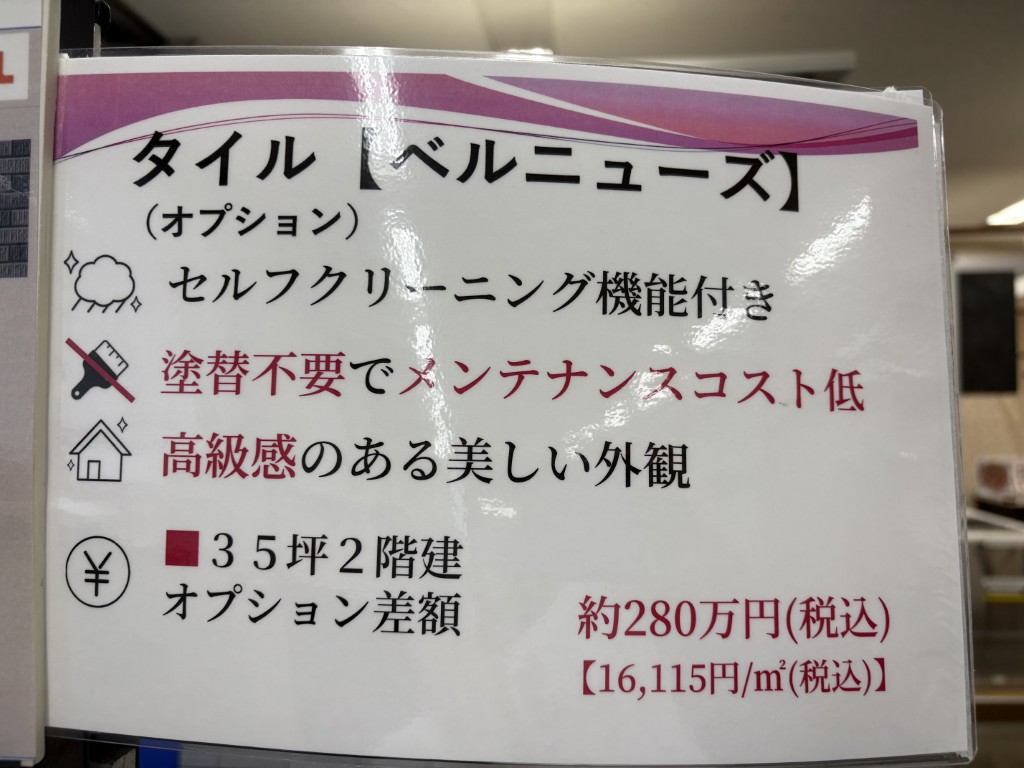 タイル【ベルニューズ】
（オプション）
セルフクリーニング機能付き
塗替不要でメンテナンスコスト低
高級感のある美しい外観
¥
■３５坪２階建
オプション差額
約280万円(税込)
【16,115円/㎡(税込)】